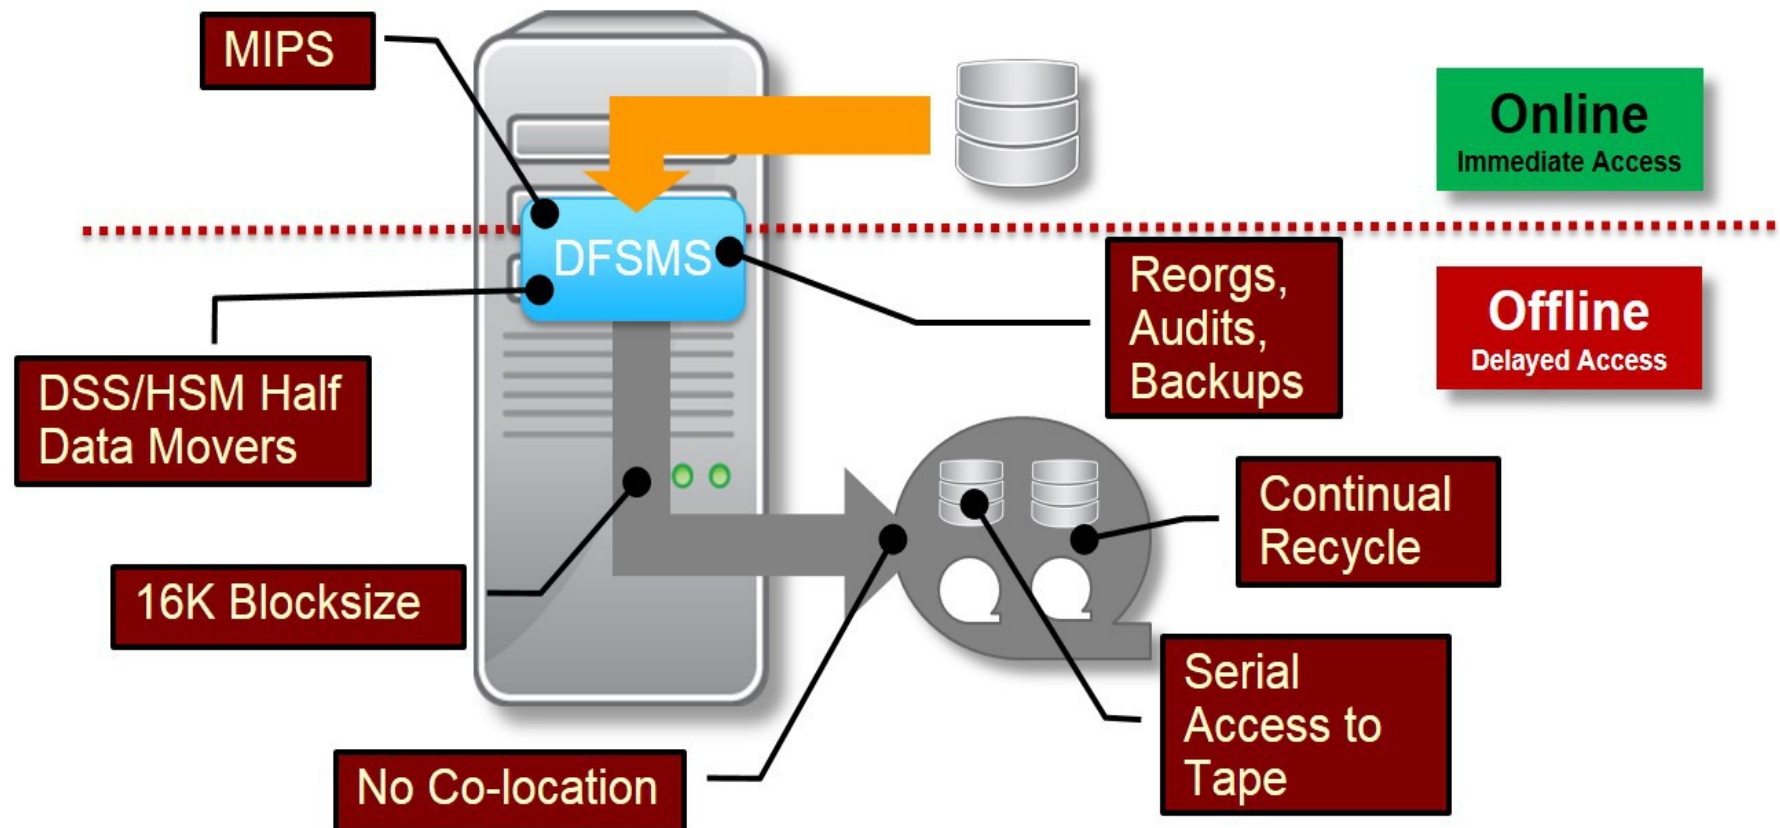 MIPS
Online
Immediate Access
DFSMS
Reorgs,
Audits,
Backups
Offline
Delayed Access
DSS/HSM Half
Data Movers
Continual
Recycle
16K Blocksize
Serial
Access to
Tape
No Co-location